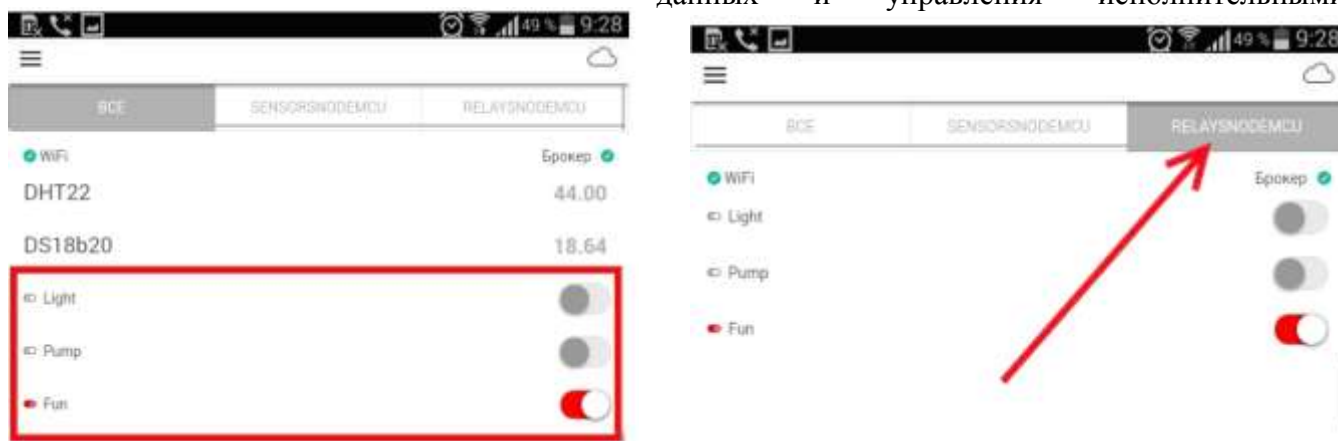 данных и управления исполнительными
49 % 9:28
ВСЕ SENSORSNODEMCU RELAYSNODEMCU
WiFi Брокер
DHT22 44.00
DS18b20 18.64
Light
Pump
Fun
49 % 9:28
ВСЕ SENSORSNODEMCU RELAYSNODEMCU
WiFi Брокер
Light
Pump
Fun